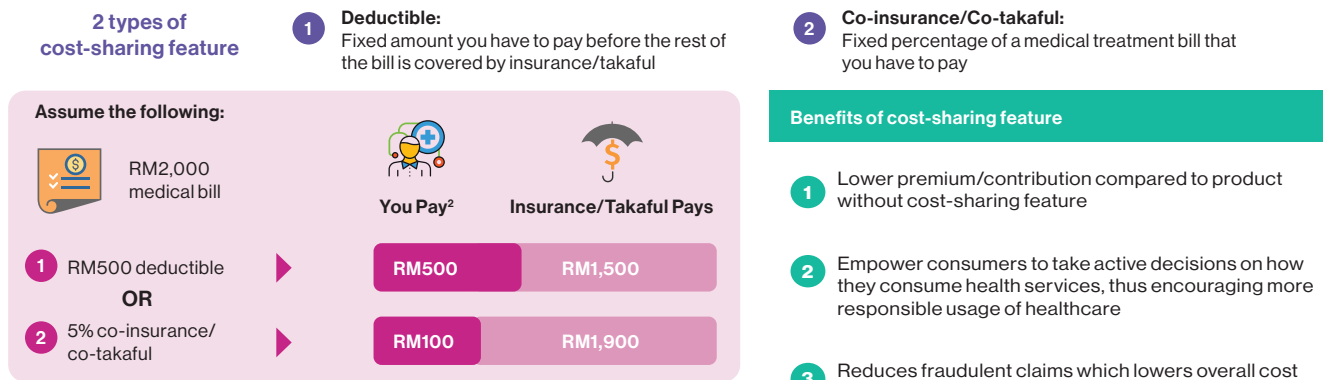 2 types of
cost-sharing feature
1
Deductible:
Fixed amount you have to pay before the rest of
the bill is covered by insurance/takaful
2
Co-insurance/Co-takaful:
Fixed percentage of a medical treatment bill that
you have to pay
Assume the following:
RM2,000
medical bill
You Pay²
Insurance/Takaful Pays
1
RM500 deductible
RM500
RM1,500
OR
2
5% co-insurance/
co-takaful
RM100
RM1,900
Benefits of cost-sharing feature
1
Lower premium/contribution compared to product
without cost-sharing feature
2
Empower consumers to take active decisions on how
they consume health services, thus encouraging more
responsible usage of healthcare
3
Reduces fraudulent claims which lowers overall cost